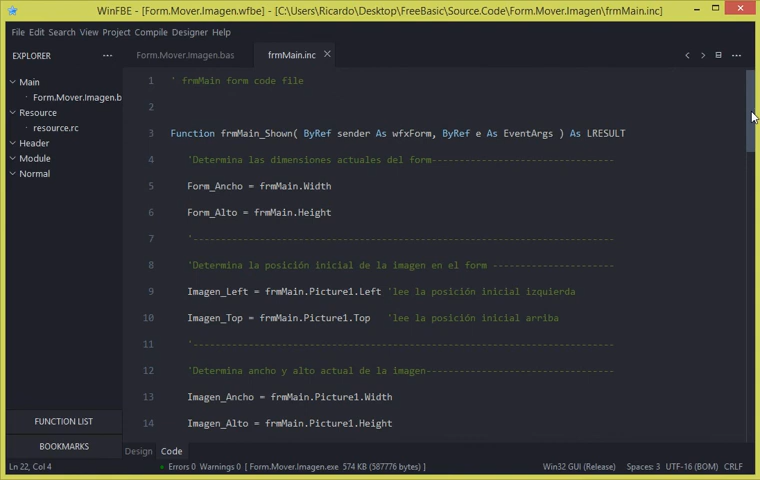 WinFBE - [Form.Mover.Imagen.wfbe] - [C:\Users\Ricardo\Desktop\FreeBasic\Source.Code\Form.Mover.Imagen\frmMain.inc]
File Edit Search View Project Compile Designer Help
EXPLORER ...
Form.Mover.Imagen.bas
frmMain.inc
Main
Form.Mover.Imagen.b
Resource
resource.rc
Header
Module
Normal
1 ' frmMain form code file
2
3 Function frmMain_Shown( ByRef sender As wfxForm, ByRef e As EventArgs ) As LRESULT
4 'Determina las dimensiones actuales del form---------------------------------
5 Form_Ancho = frmMain.Width
6 Form_Alto = frmMain.Height
7 '----------------------------------------------------------------------------
8 'Determina la posición inicial de la imagen en el form ----------------------
9 Imagen_Left = frmMain.Picture1.Left 'lee la posición inicial izquierda
10 Imagen_Top = frmMain.Picture1.Top 'lee la posición inicial arriba
11 '----------------------------------------------------------------------------
12 'Determina ancho y alto actual de la imagen----------------------------------
13 Imagen_Ancho = frmMain.Picture1.Width
14 Imagen_Alto = frmMain.Picture1.Height
FUNCTION LIST
BOOKMARKS
Design Code
Ln 22, Col 4
Errors 0 Warnings 0 [ Form.Mover.Imagen.exe 574 KB (587776 bytes) ]
Win32 GUI (Release) Spaces: 3 UTF-16 (BOM) CRLF